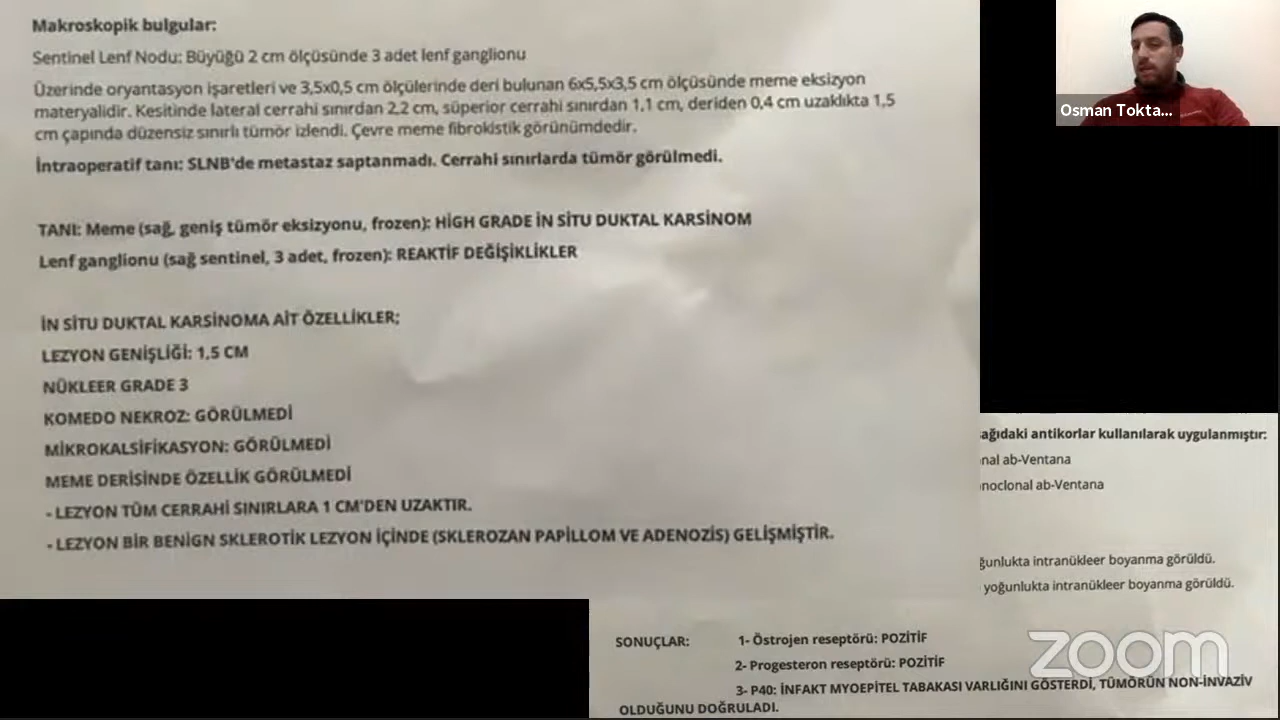 Makroskopik bulgular:
Sentinel Lenf Nodu: Büyüğü 2 cm ölçüsünde 3 adet lenf ganglionu
Üzerinde oryantasyon işaretleri ve 3,5x0,5 cm ölçülerinde deri bulunan 6x5,5x3,5 cm ölçüsünde meme eksizyon
materyalidir. Kesitinde lateral cerrahi sınırdan 2,2 cm, süperior cerrahi sınırdan 1,1 cm, deriden 0,4 cm uzaklıkta 1,5
cm çapında düzensiz sınırlı tümör izlendi. Çevre meme fibrokistik görünümdedir.
İntraoperatif tanı: SLNB'de metastaz saptanmadı. Cerrahi sınırlarda tümör görülmedi.
TANI: Meme (sağ, geniş tümör eksizyonu, frozen): HİGH GRADE İN SİTU DUKTAL KARSİNOM
Lenf ganglionu (sağ sentinel, 3 adet, frozen): REAKTİF DEĞİŞİKLİKLER
İN SİTU DUKTAL KARSİNOMA AİT ÖZELLİKLER;
LEZYON GENİŞLİĞİ: 1,5 CM
NÜKLEER GRADE 3
KOMEDO NEKROZ: GÖRÜLMEDİ
MİKROKALSİFİKASYON: GÖRÜLMEDİ
MEME DERİSİNDE ÖZELLİK GÖRÜLMEDİ
- LEZYON TÜM CERRAHİ SINIRLARA 1 CM'DEN UZAKTIR.
- LEZYON BİR BENİGN SKLEROTİK LEZYON İÇİNDE (SKLEROZAN PAPİLLOM VE ADENOZİS) GELİŞMİŞTİR.
Osman Tokta...
ağıdaki antikorlar kullanılarak uygulanmıştır:
nal ab-Ventana
noclonal ab-Ventana
ğunlukta intranükleer boyanma görüldü.
yoğunlukta intranükleer boyanma görüldü.
SONUÇLAR: 1- Östrojen reseptörü: POZİTİF
2- Progesteron reseptörü: POZİTİF
3- P40: İNFAKT MYOEPİTEL TABAKASI VARLIĞINI GÖSTERDİ, TÜMÖRÜN NON-İNVAZİV
OLDUĞUNU DOĞRULADI.
zoom